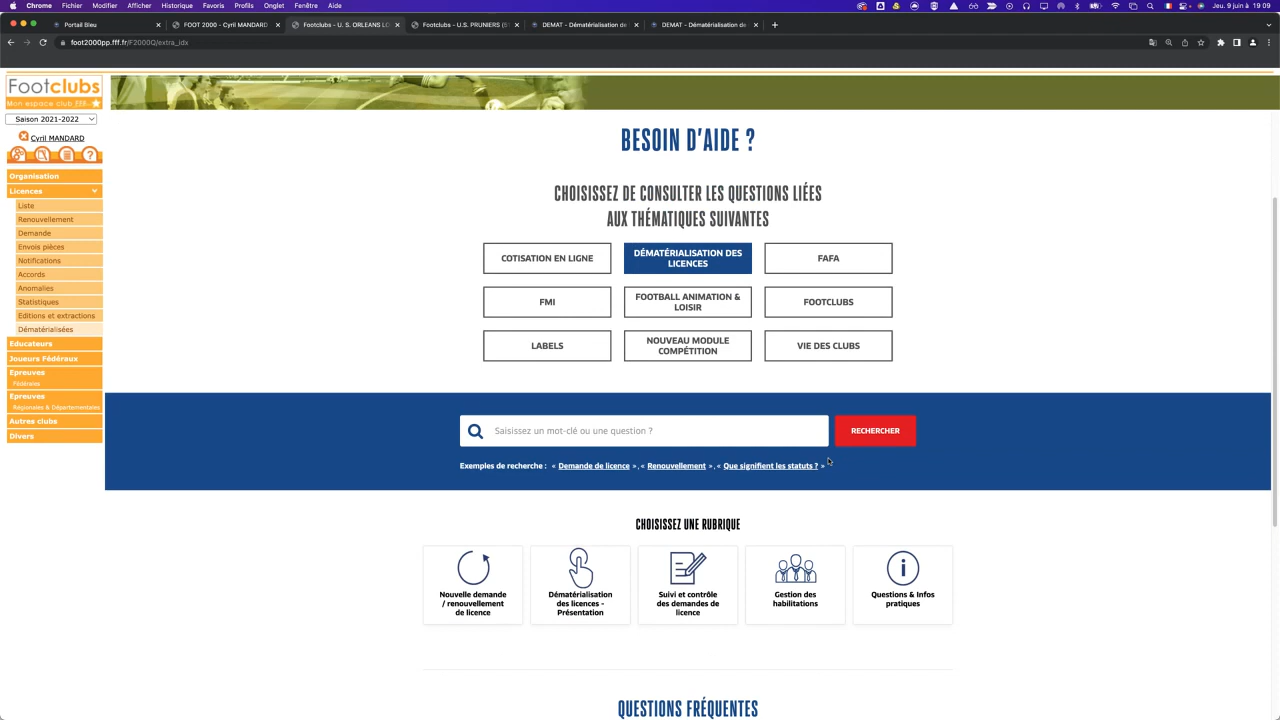 Chrome Fichier Modifier Afficher Historique Favoris Profils Onglet Fenêtre Aide
Jeu. 9 juin à 19:09
Portail Bleu
FOOT 2000 - Cyril MANDARD
Footclubs - U. S. ORLEANS LO
Footclubs - U.S. PRUNIERS (5
DEMAT - Dématérialisation de
DEMAT - Dématérialisation de
foot2000pp.fff.fr/F2000Q/extra_idx
Footclubs
Mon espace club
Saison 2021-2022
Cyril MANDARD
Organisation
Licences
Liste
Renouvellement
Demande
Envois pièces
Notifications
Accords
Anomalies
Statistiques
Editions et extractions
Dématérialisées
Educateurs
Joueurs Fédéraux
Epreuves
Fédérales
Epreuves
Régionales & Départementales
Autres clubs
Divers
BESOIN D'AIDE ?
CHOISISSEZ DE CONSULTER LES QUESTIONS LIÉES
AUX THÉMATIQUES SUIVANTES
COTISATION EN LIGNE
DÉMATÉRIALISATION DES
LICENCES
FAFA
FMI
FOOTBALL ANIMATION &
LOISIR
FOOTCLUBS
LABELS
NOUVEAU MODULE
COMPÉTITION
VIE DES CLUBS
Saisissez un mot-clé ou une question ?
RECHERCHER
Exemples de recherche : « Demande de licence », « Renouvellement », « Que signifient les statuts ? »
CHOISISSEZ UNE RUBRIQUE
Nouvelle demande
/ renouvellement
de licence
Dématérialisation
des licences -
Présentation
Suivi et contrôle
des demandes de
licence
Gestion des
habilitations
Questions & Infos
pratiques
QUESTIONS FRÉQUENTES